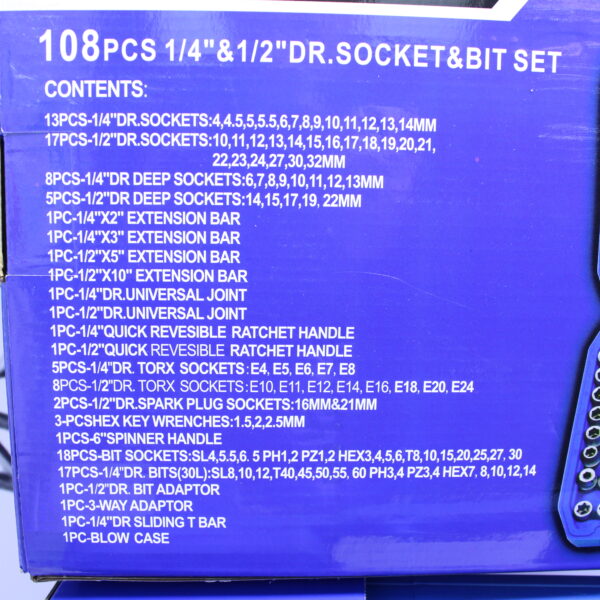 108PCS 1/4"&1/2"DR.SOCKET&BIT SET
CONTENTS:
13PCS-1/4"DR.SOCKETS:4,4.5,5,5.5,6,7,8,9,10,11,12,13,14MM
17PCS-1/2"DR.SOCKETS:10,11,12,13,14,15,16,17,18,19,20,21,
22,23,24,27,30,32MM
8PCS-1/4"DR DEEP SOCKETS:6,7,8,9,10,11,12,13MM
5PCS-1/2"DR DEEP SOCKETS:14,15,17,19, 22MM
1PC-1/4"X2" EXTENSION BAR
1PC-1/4"X3" EXTENSION BAR
1PC-1/2"X5" EXTENSION BAR
1PC-1/2"X10" EXTENSION BAR
1PC-1/4"DR.UNIVERSAL JOINT
1PC-1/2"DR.UNIVERSAL JOINT
1PC-1/4"QUICK REVESIBLE RATCHET HANDLE
1PC-1/2"QUICK REVESIBLE RATCHET HANDLE
5PCS-1/4"DR. TORX SOCKETS:E4, E5, E6, E7, E8
8PCS-1/2"DR. TORX SOCKETS:E10, E11, E12, E14, E16, E18, E20, E24
2PCS-1/2"DR.SPARK PLUG SOCKETS:16MM&21MM
3-PCSHEX KEY WRENCHES:1.5,2,2.5MM
1PCS-6"SPINNER HANDLE
18PCS-BIT SOCKETS:SL4,5.5,6. 5 PH1,2 PZ1,2 HEX3,4,5,6,T8,10,15,20,25,27, 30
17PCS-1/4"DR. BITS(30L):SL8,10,12,T40,45,50,55, 60 PH3,4 PZ3,4 HEX7, 8,10,12,14
1PC-1/2"DR. BIT ADAPTOR
1PC-3-WAY ADAPTOR
1PC-1/4"DR SLIDING T BAR
1PC-BLOW CASE